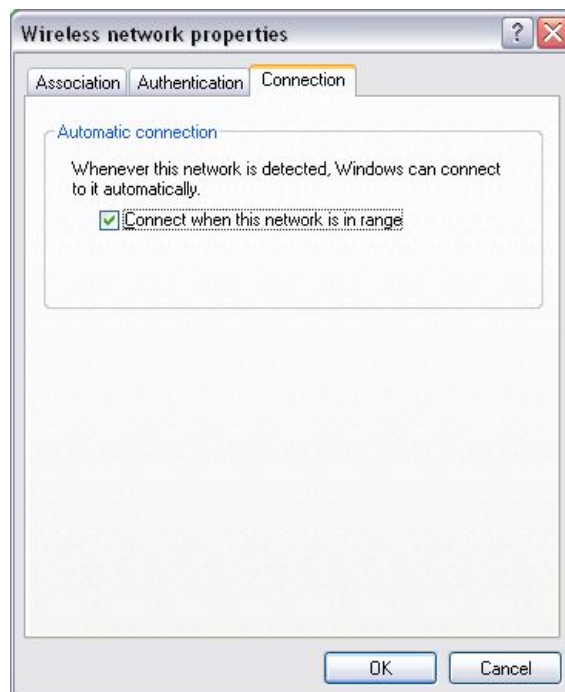 Wireless network properties
?
Association Authentication Connection
Automatic connection
Whenever this network is detected, Windows can connect
to it automatically.
Connect when this network is in range
OK Cancel